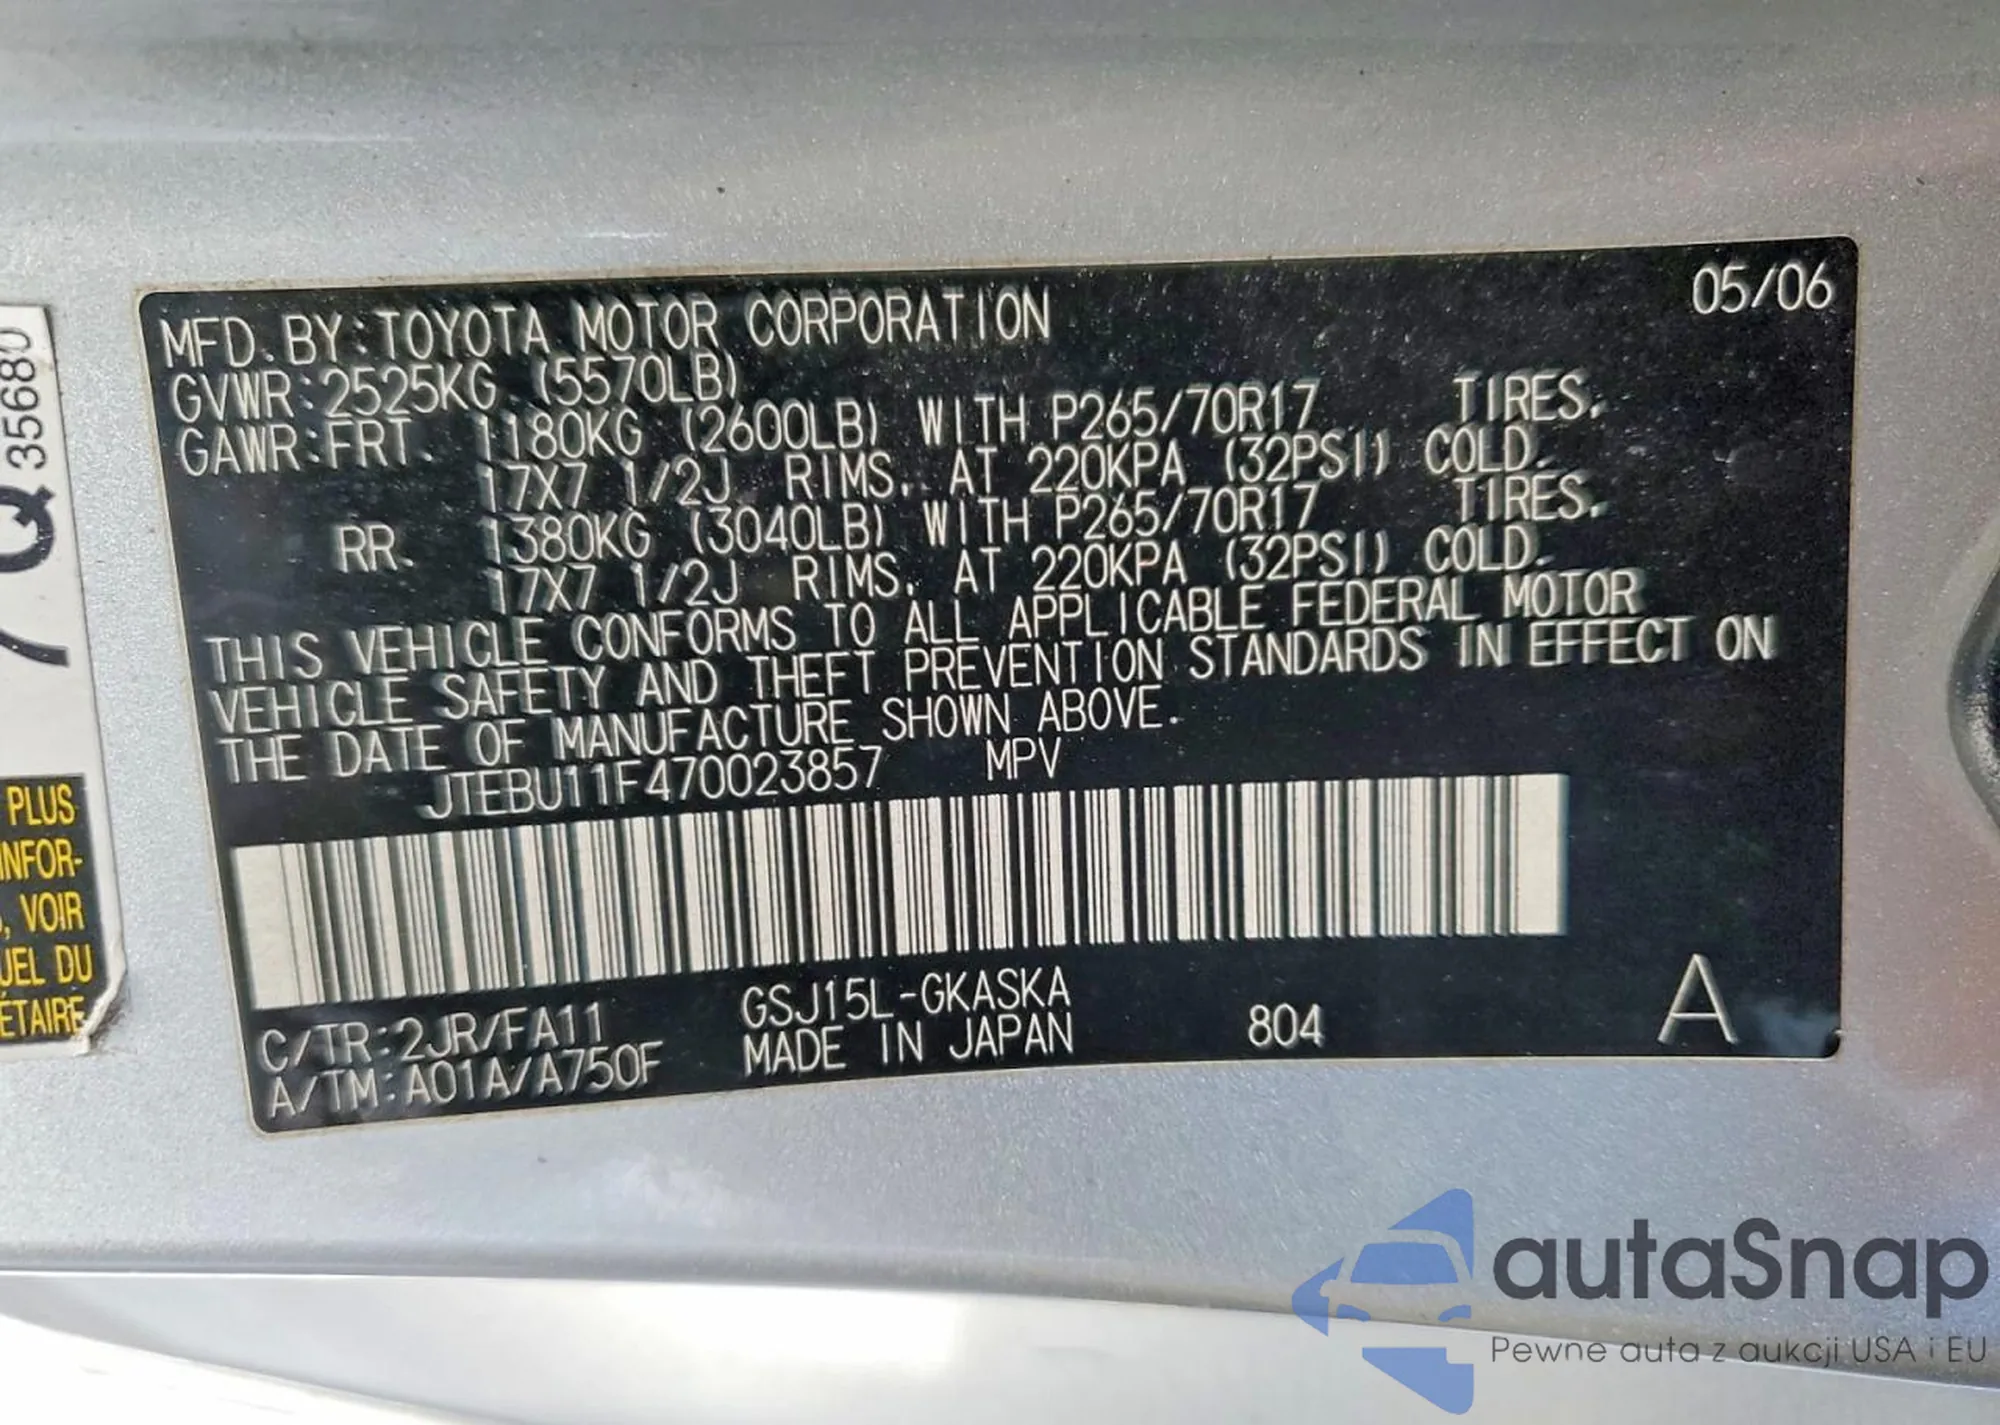 05/06
MFD. BY:TOYOTA MOTOR CORPORATION
GVWR:2525KG (5570LB)
GAWR:FRT. 1180KG (2600LB) WITH P265/70R17 TIRES.
17X7 1/2J RIMS, AT 220KPA (32PSI) COLD.
RR. 1380KG (3040LB) WITH P265/70R17 TIRES.
17X7 1/2J RIMS, AT 220KPA (32PSI) COLD.
THIS VEHICLE CONFORMS TO ALL APPLICABLE FEDERAL MOTOR
VEHICLE SAFETY AND THEFT PREVENTION STANDARDS IN EFFECT ON
THE DATE OF MANUFACTURE SHOWN ABOVE.
JTEBU11F470023857 MPV
C/TR:2JR/FA11 GSJ15L-GKASKA
A/TM:A01A/A750F MADE IN JAPAN 804 A
Q 35680
PLUS
INFOR-
, VOIR
UEL DU
ÉTAIRE
autaSnap
Pewne auta z aukcji USA i EU